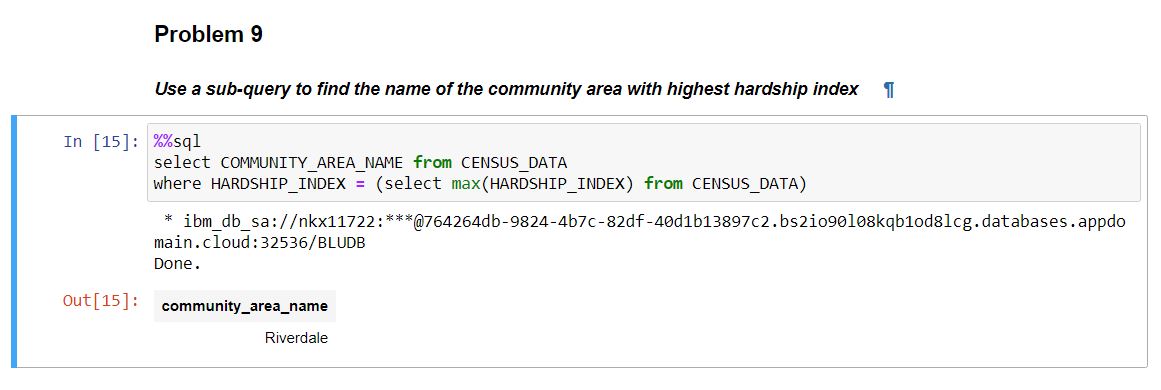 Problem 9
Use a sub-query to find the name of the community area with highest hardship index ¶
In [15]: %%sql
select COMMUNITY_AREA_NAME from CENSUS_DATA
where HARDSHIP_INDEX = (select max(HARDSHIP_INDEX) from CENSUS_DATA)
* ibm_db_sa://nkx11722:***@764264db-9824-4b7c-82df-40d1b13897c2.bs2io90l08kqb1od8lcg.databases.appdo
main.cloud:32536/BLUDB
Done.
Out[15]: community_area_name
Riverdale